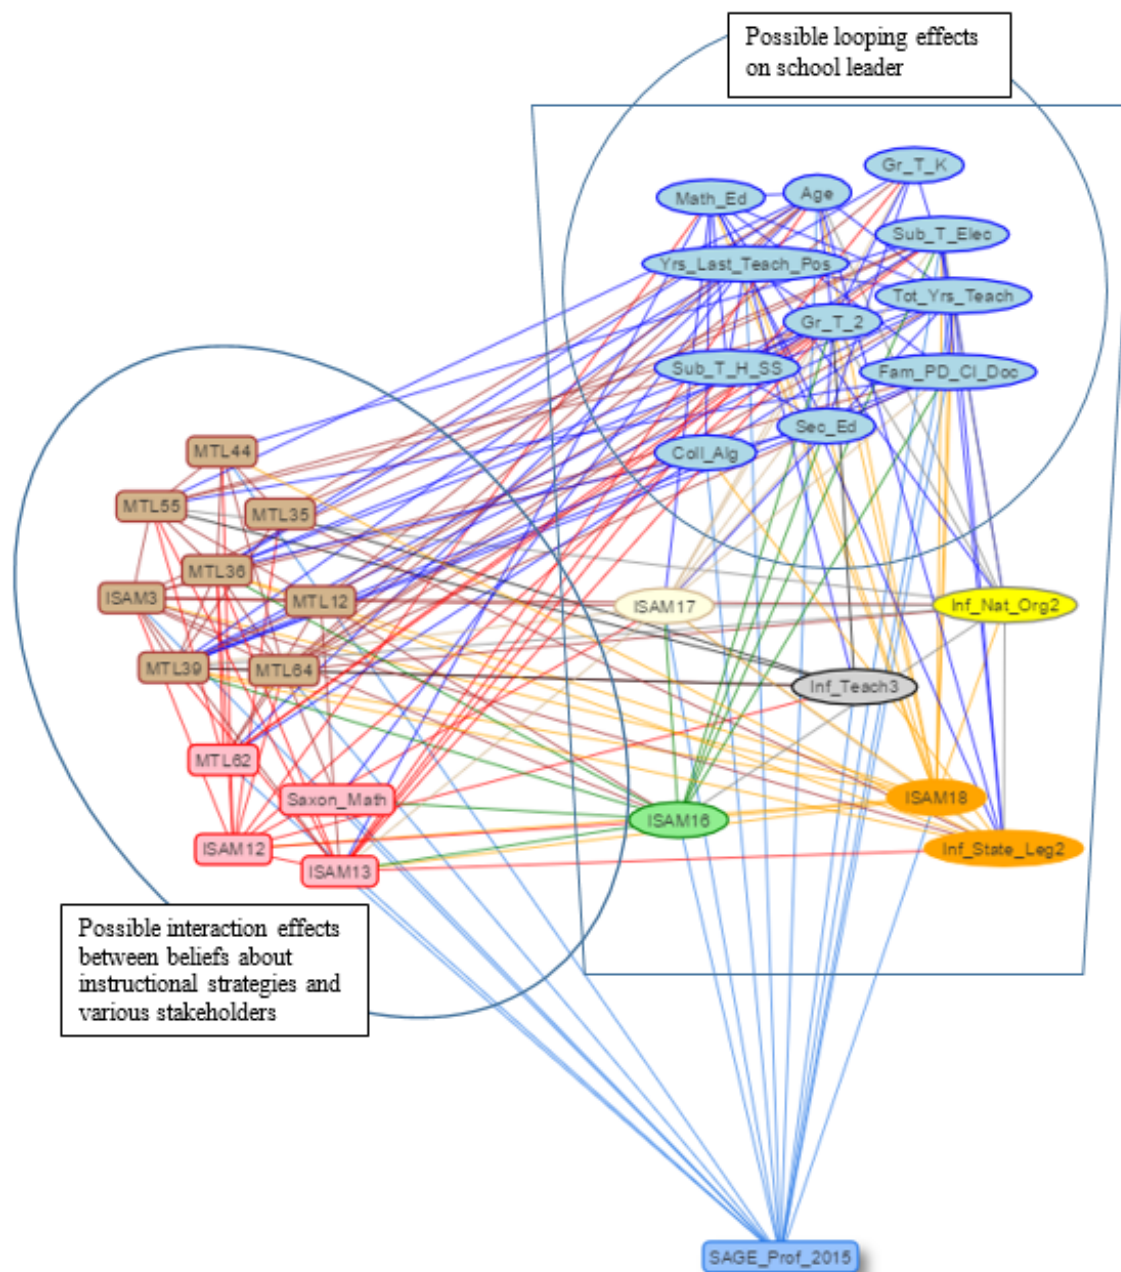 Possible looping effects
on school leader
Gr_T_K
Math_Ed
Age
Sub_T_Elec
Yrs_Last_Teach_Pos
Tot_Yrs_Teach
Gr_T_2
Sub_T_H_SS
Fam_PD_CI_Doc
Sec_Ed
Coll_Alg
MTL44
MTL55
MTL35
MTL36
ISAM3
MTL12
ISAM17
Inf_Nat_Org2
MTL39
MTL64
Inf_Teach3
MTL62
Saxon_Math
ISAM18
ISAM16
ISAM12
Inf_State_Leg2
ISAM13
Possible interaction effects
between beliefs about
instructional strategies and
various stakeholders
SAGE_Prof_2015